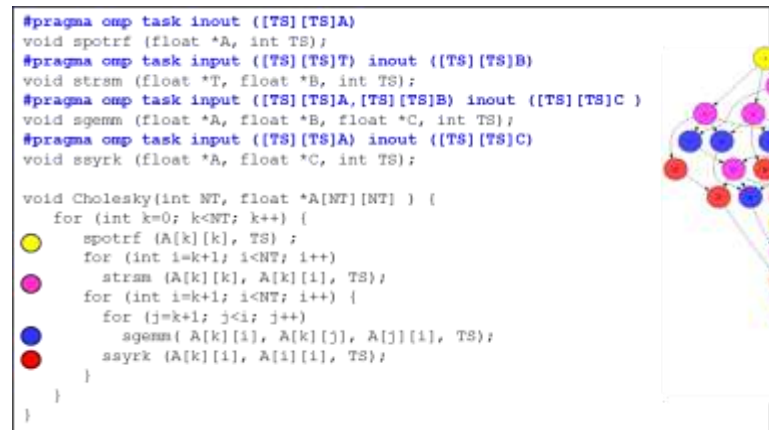 #pragma omp task inout ([TS][TS]A)
void spotrf (float *A, int TS);
#pragma omp task input ([TS][TS]T) inout ([TS][TS]B)
void strsm (float *T, float *B, int TS);
#pragma omp task input ([TS][TS]A,[TS][TS]B) inout ([TS][TS]C )
void sgemm (float *A, float *B, float *C, int TS);
#pragma omp task input ([TS][TS]A) inout ([TS][TS]C)
void ssyrk (float *A, float *C, int TS);
void Cholesky(int NT, float *A[NT][NT] ) {
for (int k=0; k<NT; k++) {
spotrf (A[k][k], TS) ;
for (int i=k+1; i<NT; i++)
strsm (A[k][k], A[k][i], TS);
for (int i=k+1; i<NT; i++) {
for (j=k+1; j<i; j++)
sgemm( A[k][i], A[k][j], A[j][i], TS);
ssyrk (A[k][i], A[i][i], TS);
}
}
}